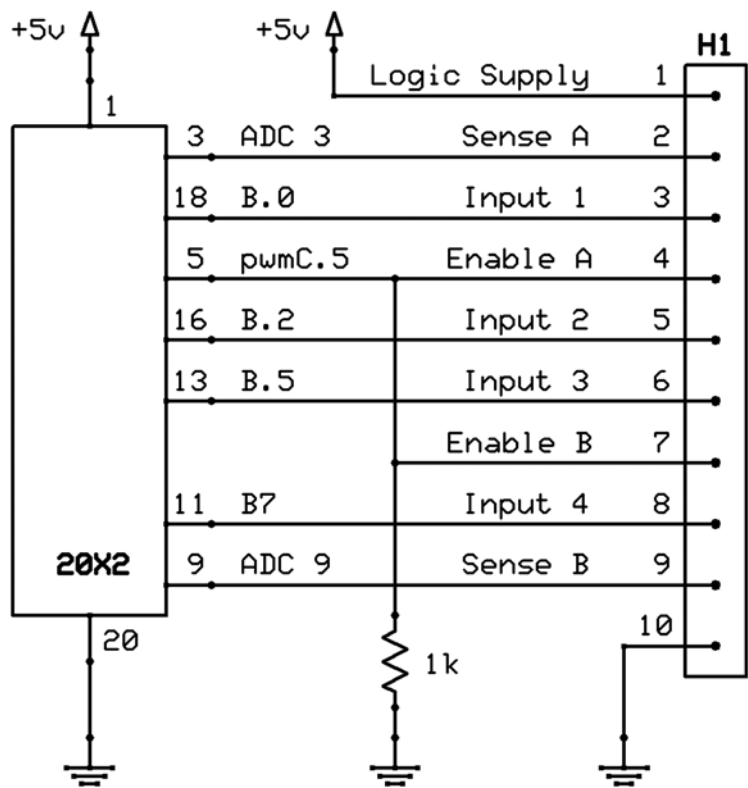 +5v +5v
H1
Logic Supply 1
1
3 ADC 3 Sense A 2
18 B.0 Input 1 3
5 pwmC.5 Enable A 4
16 B.2 Input 2 5
13 B.5 Input 3 6
Enable B 7
11 B7 Input 4 8
20X2 9 ADC 9 Sense B 9
20 10
1k